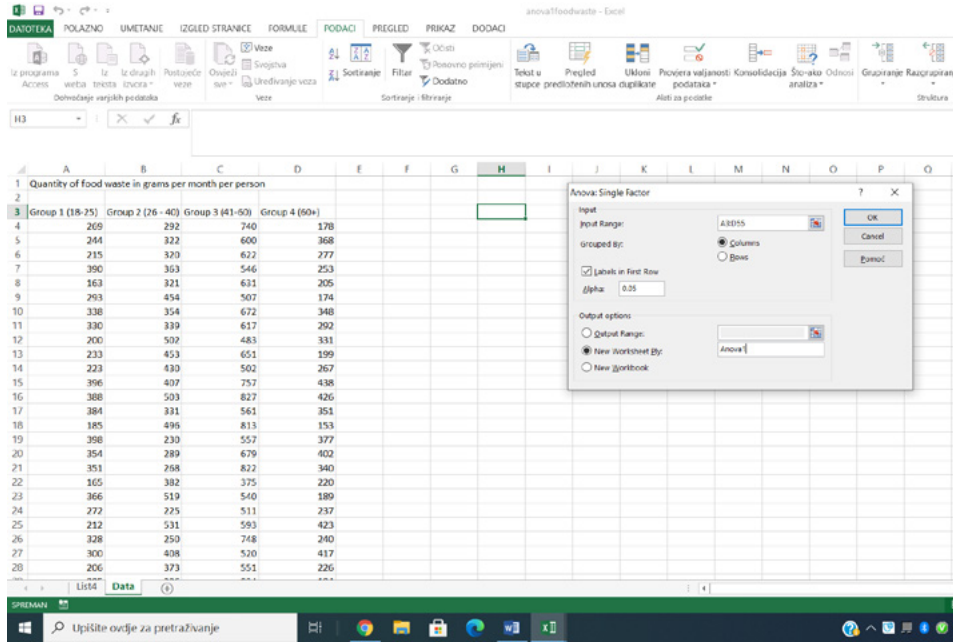 anova1foodwaste - Excel
DATOTEKA POLAZNO UMETANJE IZGLED STRANICE FORMULE PODACI PREGLED PRIKAZ DODACI
Iz programa Access
S weba
Iz teksta
Iz drugih izvora
Postojeće veze
Osvježi sve
Veze
Svojstva
Uređivanje veza
Sortiranje
Filtar
Očisti
Ponovno primijeni
Dodatno
Tekst u stupce
Pregled predloženih unosa
Ukloni duplikate
Provjera valjanosti podataka
Konsolidacija
Što-ako analiza
Odnosi
Grupiranje
Dohvaćanje vanjskih podataka
Veze
Sortiranje i filtriranje
Alati za podatke
Struktura
H3
fx
A B C D E F G H I J K L M N O P Q
1 Quantity of food waste in grams per month per person
2
3 Group 1 (18-25) Group 2 (26 - 40) Group 3 (41-60) Group 4 (60+)
4 269 292 740 178
5 244 322 600 368
6 215 320 622 277
7 390 363 546 253
8 163 321 631 205
9 293 454 507 174
10 338 354 672 348
11 330 339 617 292
12 200 502 483 331
13 233 453 651 199
14 223 430 502 267
15 396 407 757 438
16 388 503 827 426
17 384 331 561 351
18 185 496 813 153
19 398 230 557 377
20 354 289 679 402
21 351 268 822 340
22 165 382 375 220
23 366 519 540 189
24 272 225 511 237
25 212 531 593 423
26 328 250 748 240
27 300 408 520 417
28 206 373 551 226
Anova: Single Factor ? ×
Input
Input Range: A3:D55
Grouped By: Columns
Rows
Labels in First Row
Alpha: 0.05
Output options
Output Range:
New Worksheet Ply: Anova1
New Workbook
OK
Cancel
Pomoć
List4 Data
SPREMAN
Upišite ovdje za pretraživanje